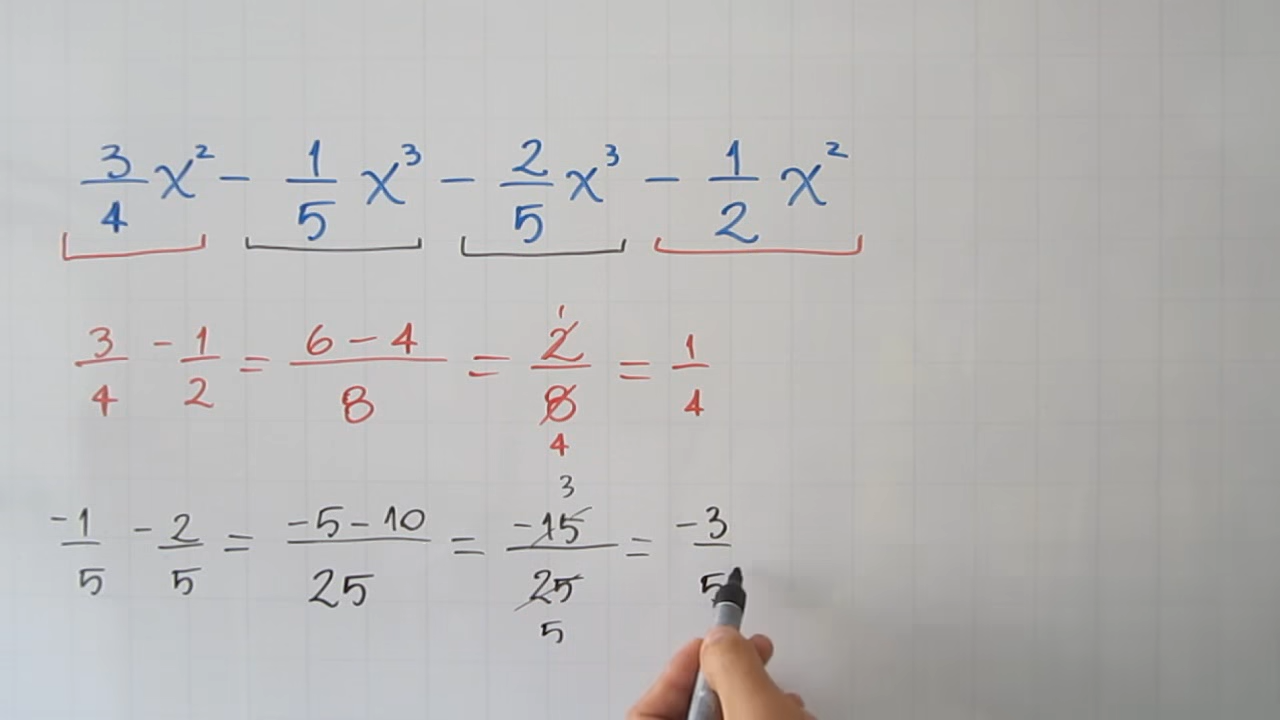 3/4 x² - 1/5 x³ - 2/5 x³ - 1/2 x²
3/4 - 1/2 = 6 - 4/8 = 2/8 1 4 = 1/4
-1/5 - 2/5 = -5 - 10/25 = -15/25 3 5 = -3/5